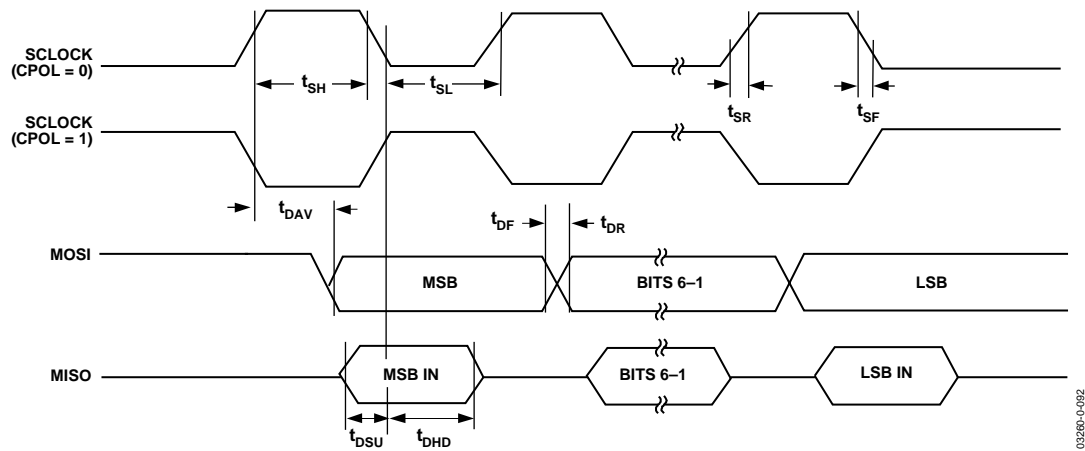 SCLOCK
(CPOL = 0)
tSH
tSL
tSR
tSF
SCLOCK
(CPOL = 1)
tDAV
tDF
tDR
MOSI
MSB
BITS 6–1
LSB
MISO
MSB IN
BITS 6–1
LSB IN
tDSU
tDHD
03260-0-092